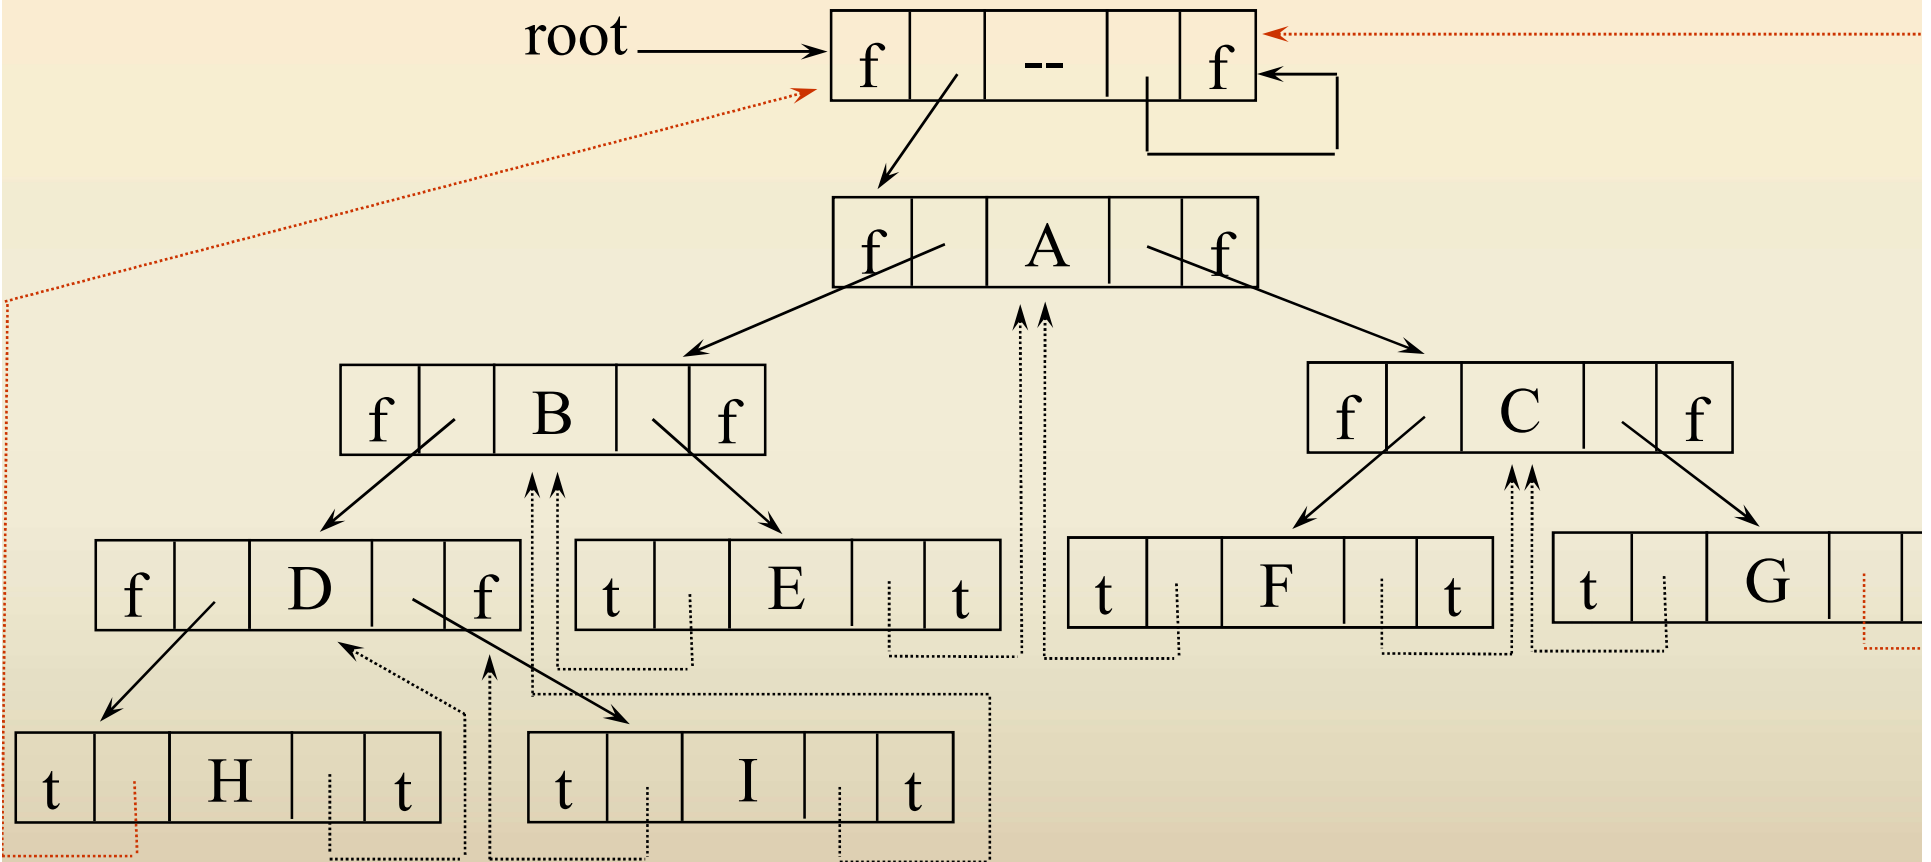 root f -- f
f A f
f B f f C f
f D f t E t t F t t G
t H t t I t